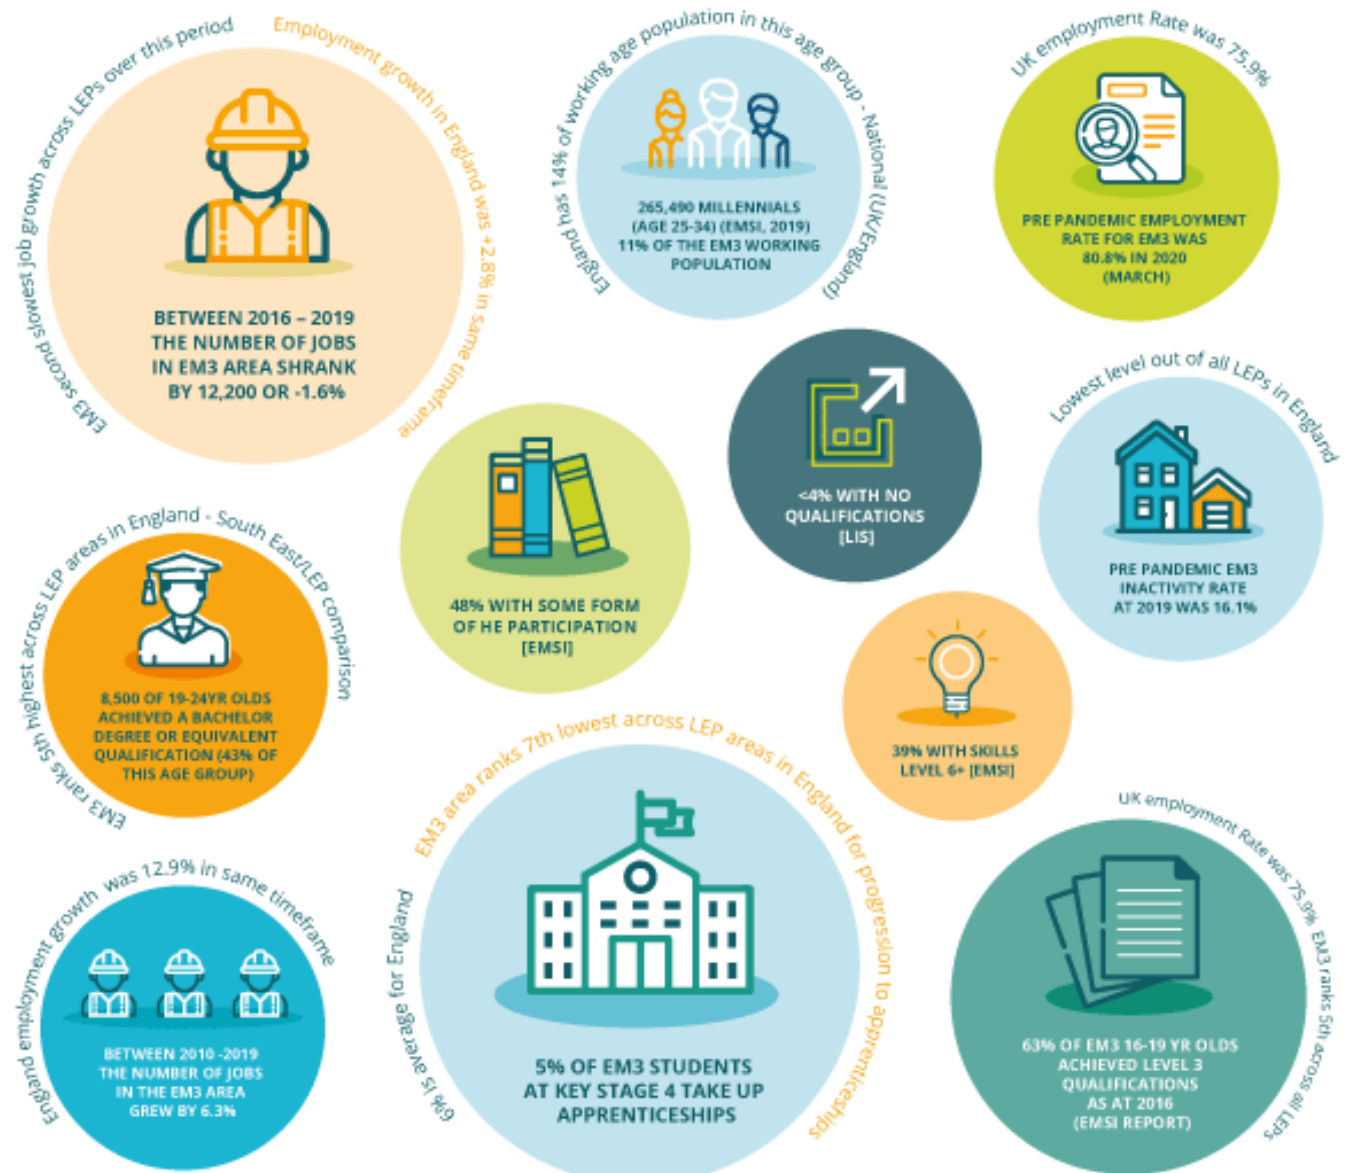 EM3 second slowest job growth across LEPs over this period
Employment growth in England was +2.8% in same timeframe
BETWEEN 2016 – 2019
THE NUMBER OF JOBS
IN EM3 AREA SHRANK
BY 12,200 OR -1.6%
England has 14% of working age population in this age group - National (UK/England)
265,490 MILLENNIALS
(AGE 25-34) (EMSI, 2019)
11% OF THE EM3 WORKING
POPULATION
UK employment Rate was 75.9%
PRE PANDEMIC EMPLOYMENT
RATE FOR EM3 WAS
80.8% IN 2020
(MARCH)
<4% WITH NO
QUALIFICATIONS
[LIS]
Lowest level out of all LEPs in England
PRE PANDEMIC EM3
INACTIVITY RATE
AT 2019 WAS 16.1%
48% WITH SOME FORM
OF HE PARTICIPATION
[EMSI]
EM3 ranks 5th highest across LEP areas in England - South East/LEP comparison
8,500 OF 19-24YR OLDS
ACHIEVED A BACHELOR
DEGREE OR EQUIVALENT
QUALIFICATION (43% OF
THIS AGE GROUP)
39% WITH SKILLS
LEVEL 6+ [EMSI]
England employment growth was 12.9% in same timeframe
BETWEEN 2010 -2019
THE NUMBER OF JOBS
IN THE EM3 AREA
GREW BY 6.3%
6% is average for England
EM3 area ranks 7th lowest across LEP areas in England for progression to apprenticeships
5% OF EM3 STUDENTS
AT KEY STAGE 4 TAKE UP
APPRENTICESHIPS
UK employment Rate was 75.9% EM3 ranks 5th across all LEPs
63% OF EM3 16-19 YR OLDS
ACHIEVED LEVEL 3
QUALIFICATIONS
AS AT 2016
(EMSI REPORT)